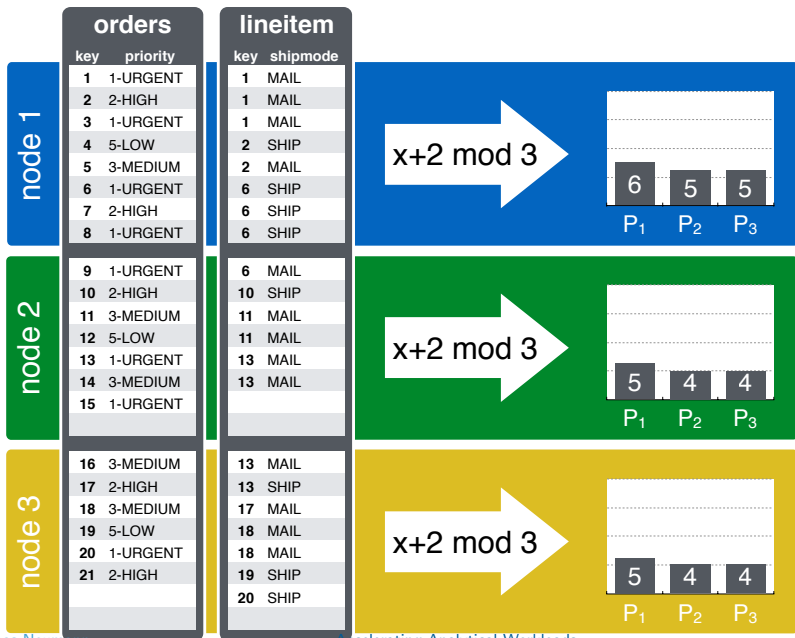 orders lineitem
key priority key shipmode
node 1
1 1-URGENT 1 MAIL
2 2-HIGH 1 MAIL
3 1-URGENT 1 MAIL
4 5-LOW 2 SHIP
5 3-MEDIUM 2 MAIL
6 1-URGENT 6 SHIP
7 2-HIGH 6 SHIP
8 1-URGENT 6 SHIP
x+2 mod 3
6 5 5
P₁ P₂ P₃
node 2
9 1-URGENT 6 MAIL
10 2-HIGH 10 SHIP
11 3-MEDIUM 11 MAIL
12 5-LOW 11 MAIL
13 1-URGENT 13 MAIL
14 3-MEDIUM 13 MAIL
15 1-URGENT
x+2 mod 3
5 4 4
P₁ P₂ P₃
node 3
16 3-MEDIUM 13 MAIL
17 2-HIGH 13 SHIP
18 3-MEDIUM 17 MAIL
19 5-LOW 18 MAIL
20 1-URGENT 18 MAIL
21 2-HIGH 19 SHIP
20 SHIP
x+2 mod 3
5 4 4
P₁ P₂ P₃
Accelerating Analytical Workloads